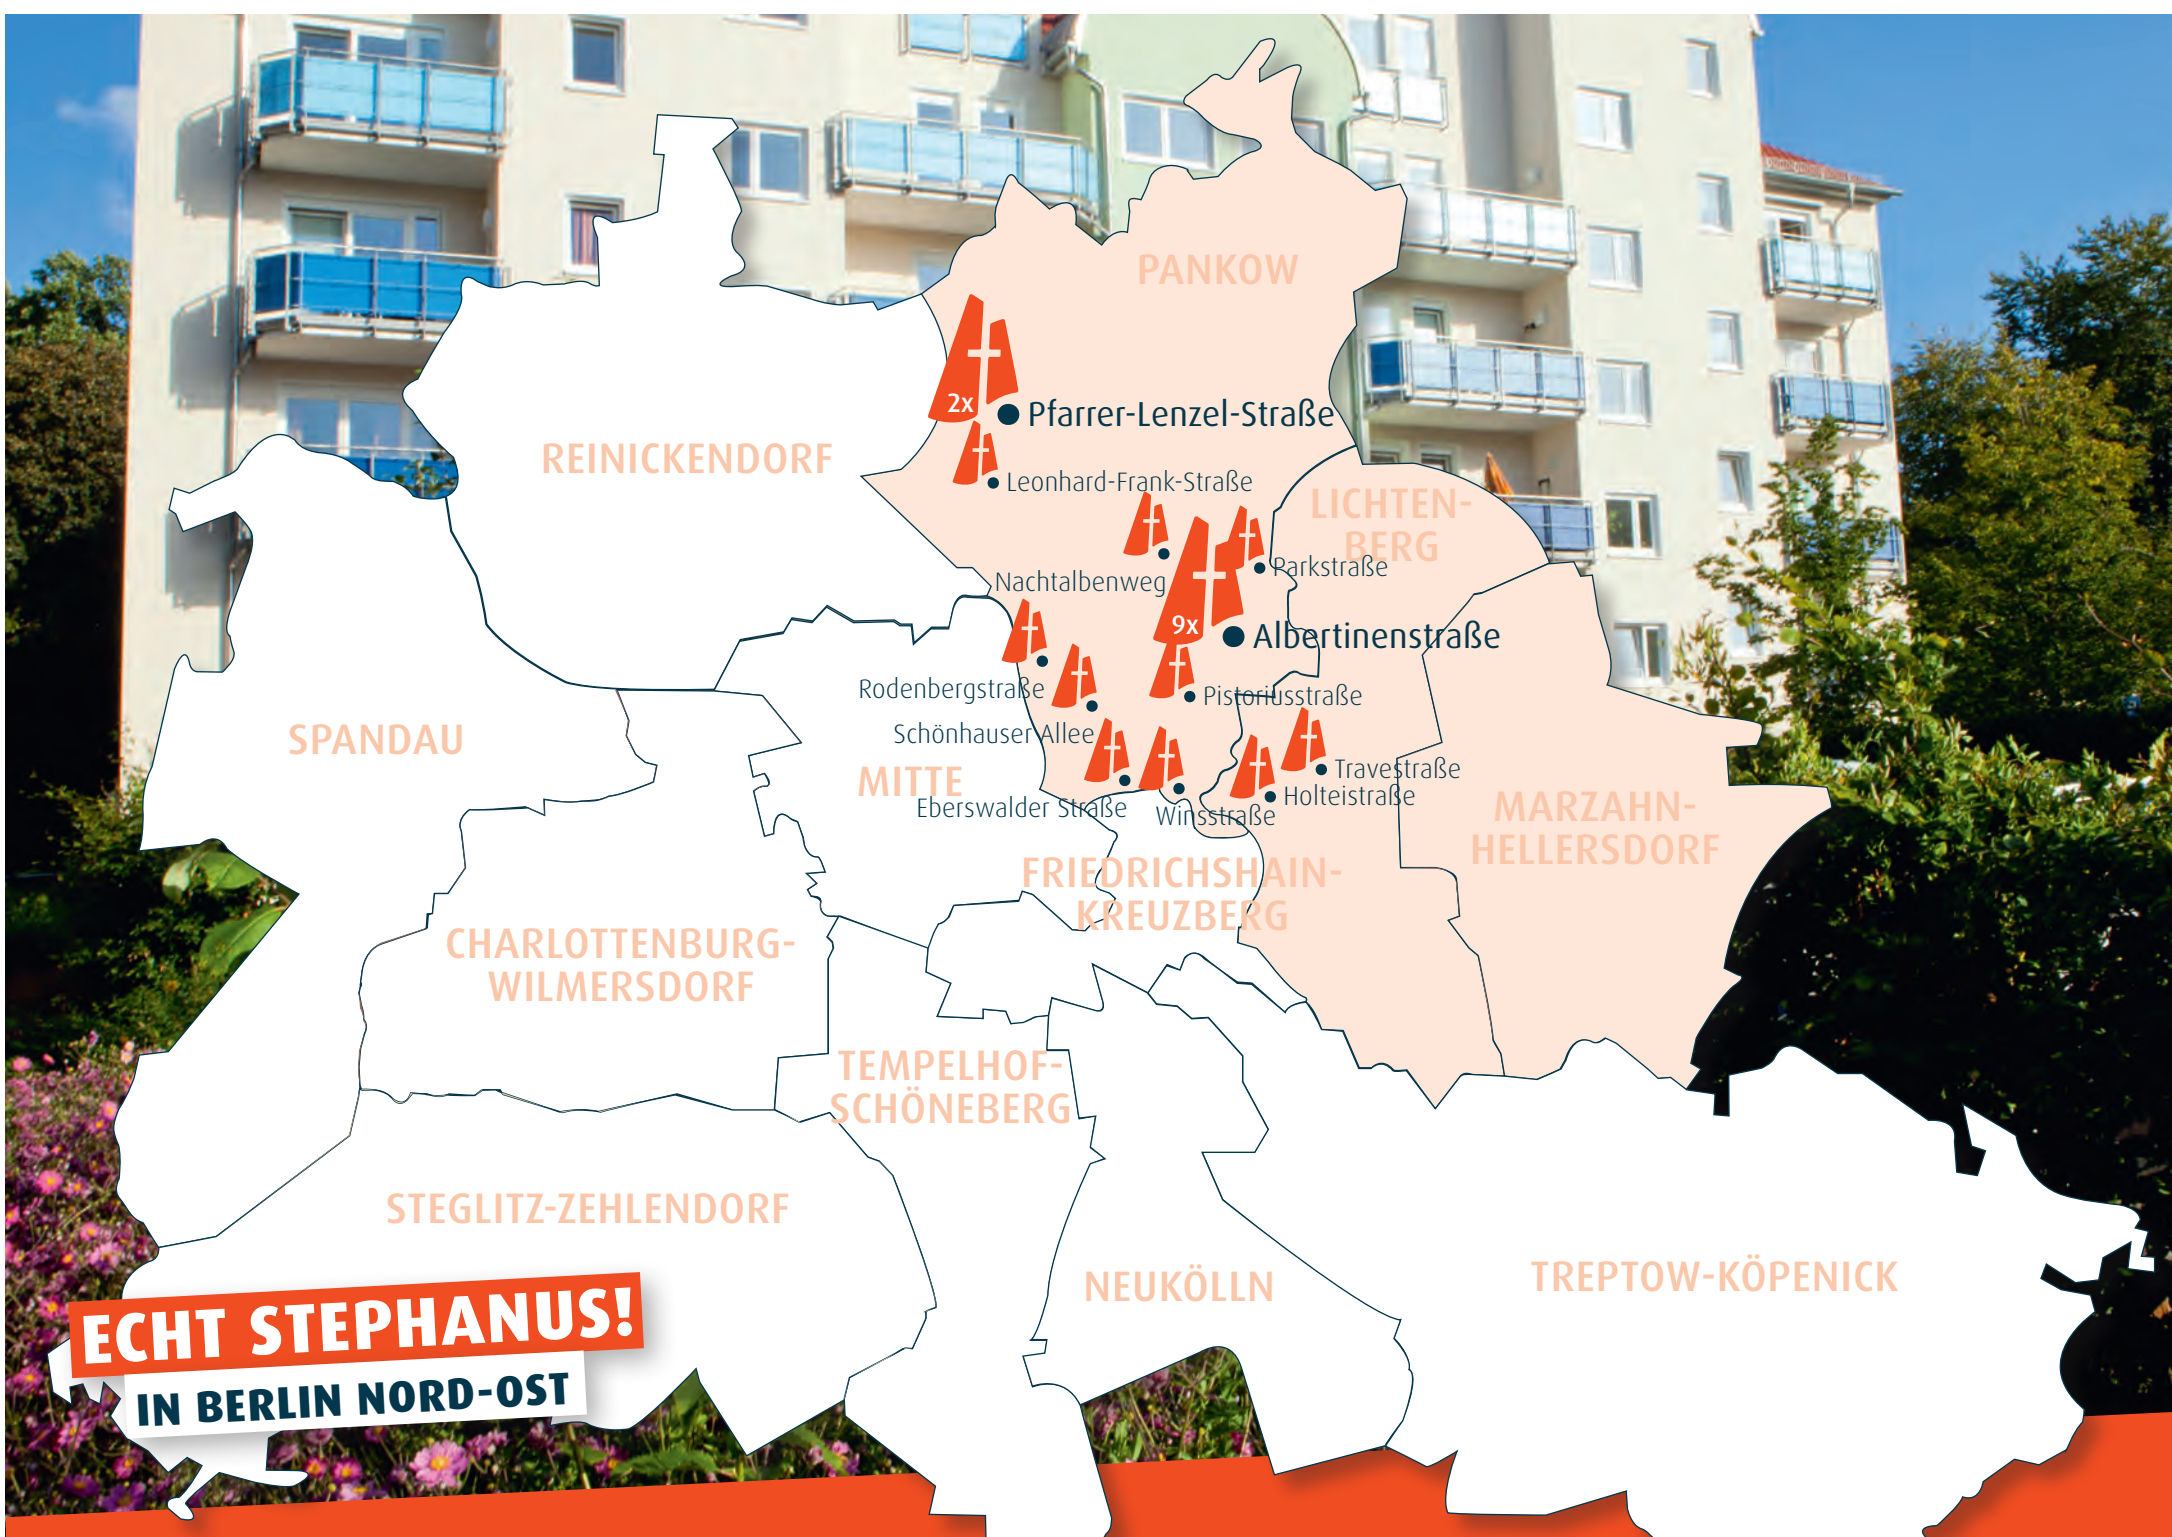 PANKOW
2x
Pfarrer-Lenzel-Straße
REINICKENDORF
Leonhard-Frank-Straße
LICHTEN-
BERG
Parkstraße
Nachtalbenweg
9x
Albertinenstraße
Rodenbergstraße
Pistoriusstraße
Schönhauser Allee
SPANDAU
MITTE
Travestraße
Holteistraße
Eberswalder Straße
Winsstraße
MARZAHN-
HELLERSDORF
FRIEDRICHSHAIN-
KREUZBERG
CHARLOTTENBURG-
WILMERSDORF
TEMPELHOF-
SCHÖNEBERG
STEGLITZ-ZEHLENDORF
NEUKÖLLN
TREPTOW-KÖPENICK
ECHT STEPHANUS!
IN BERLIN NORD-OST